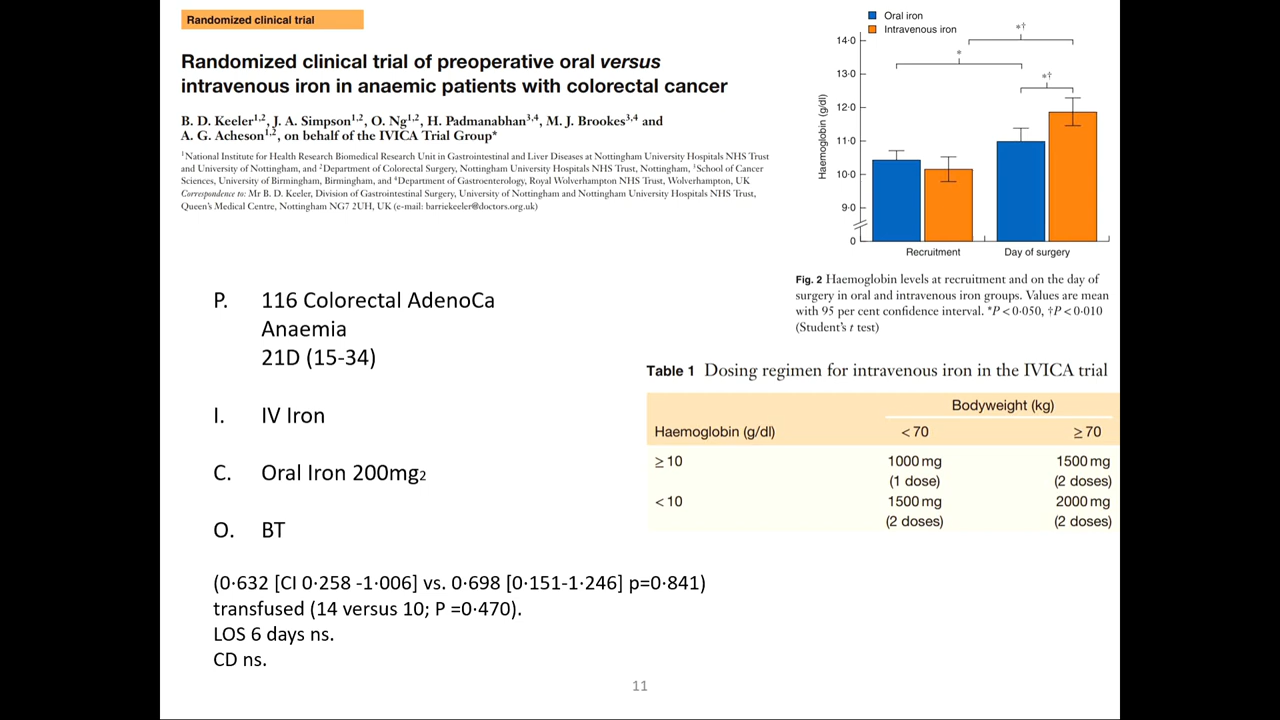 Randomized clinical trial
Randomized clinical trial of preoperative oral versus
intravenous iron in anaemic patients with colorectal cancer
B. D. Keeler1,2, J. A. Simpson1,2, O. Ng1,2, H. Padmanabhan3,4, M. J. Brookes3,4 and
A. G. Acheson1,2, on behalf of the IVICA Trial Group*
1National Institute for Health Research Biomedical Research Unit in Gastrointestinal and Liver Diseases at Nottingham University Hospitals NHS Trust
and University of Nottingham, and 2Department of Colorectal Surgery, Nottingham University Hospitals NHS Trust, Nottingham, 3School of Cancer
Sciences, University of Birmingham, Birmingham, and 4Department of Gastroenterology, Royal Wolverhampton NHS Trust, Wolverhampton, UK
Correspondence to: Mr B. D. Keeler, Division of Gastrointestinal Surgery, University of Nottingham and Nottingham University Hospitals NHS Trust,
Queen's Medical Centre, Nottingham NG7 2UH, UK (e-mail: barriekeeler@doctors.org.uk)
P. 116 Colorectal AdenoCa
Anaemia
21D (15-34)
I. IV Iron
C. Oral Iron 200mg2
O. BT
(0·632 [CI 0·258 -1·006] vs. 0·698 [0·151-1·246] p=0·841)
transfused (14 versus 10; P =0·470).
LOS 6 days ns.
CD ns.
Oral iron
Intravenous iron
*†
*
*†
14·0
13·0
12·0
11·0
10·0
9·0
0
Haemoglobin (g/dl)
Recruitment Day of surgery
Fig. 2 Haemoglobin levels at recruitment and on the day of
surgery in oral and intravenous iron groups. Values are mean
with 95 per cent confidence interval. *P < 0·050, †P < 0·010
(Student's t test)
Table 1 Dosing regimen for intravenous iron in the IVICA trial
Bodyweight (kg)
Haemoglobin (g/dl) < 70 ≥ 70
≥ 10 1000 mg 1500 mg
(1 dose) (2 doses)
< 10 1500 mg 2000 mg
(2 doses) (2 doses)
11